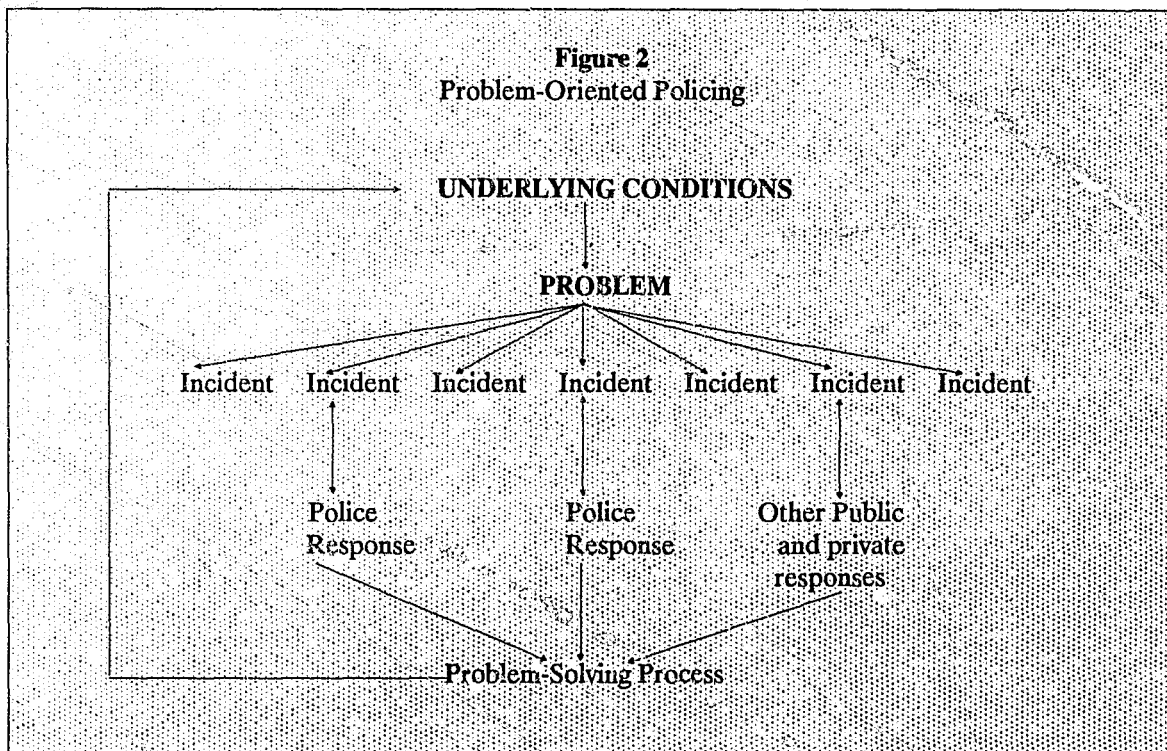 Figure 2
Problem-Oriented Policing
UNDERLYING CONDITIONS
PROBLEM
Incident Incident Incident Incident Incident Incident Incident
Police Police Other Public
Response Response and private
responses
Problem-Solving Process